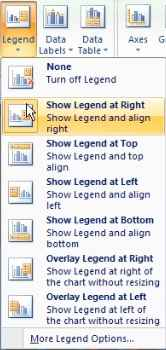 Legend
Data
Labels
Data
Table
Axes
G
None
Turn off Legend
Show Legend at Right
Show Legend and align
right
Show Legend at Top
Show Legend and top
align
Show Legend at Left
Show Legend and align
left
Show Legend at Bottom
Show Legend and align
bottom
Overlay Legend at Right
Show Legend at right of
the chart without resizing
Overlay Legend at Left
Show Legend at left of
the chart without resizing
More Legend Options...